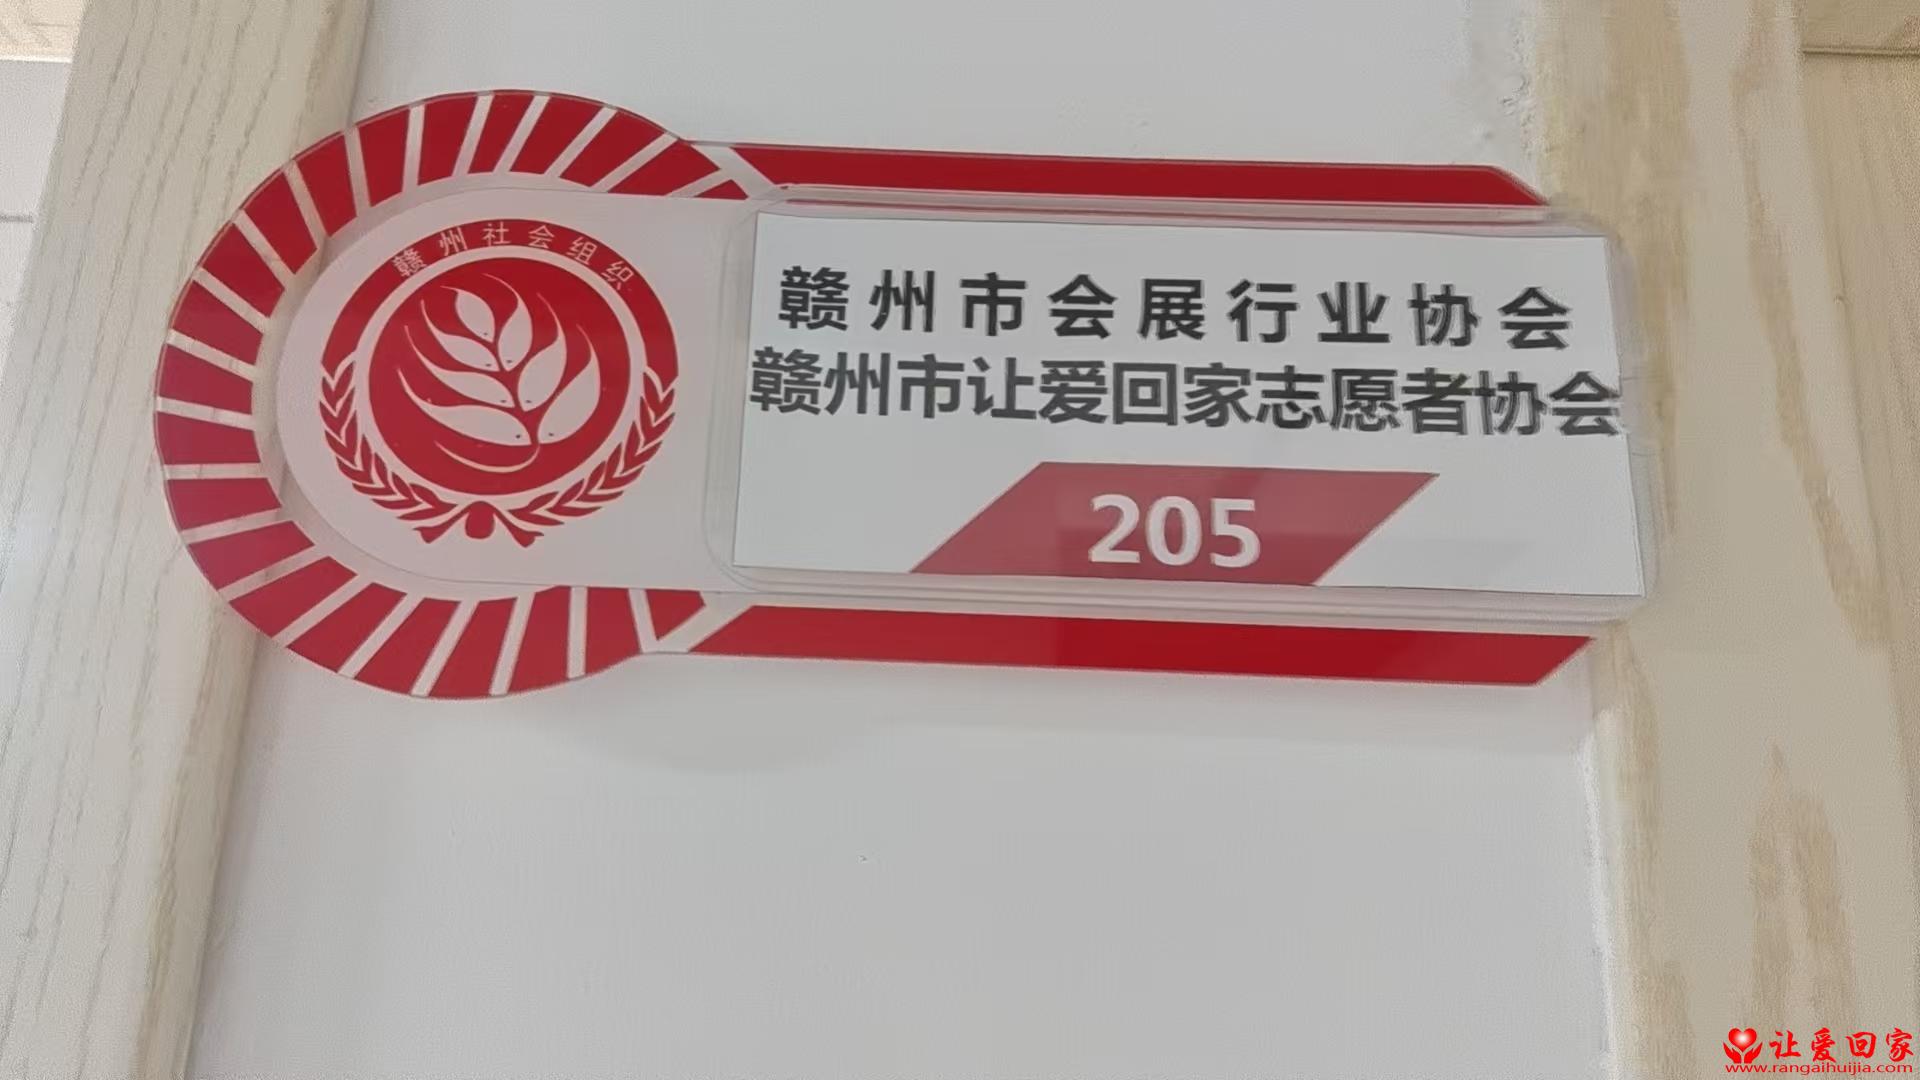 赣州社会组织
赣州市会展行业协会
赣州市让爱回家志愿者协会
205
让爱回家
www.rangaihuijia.com